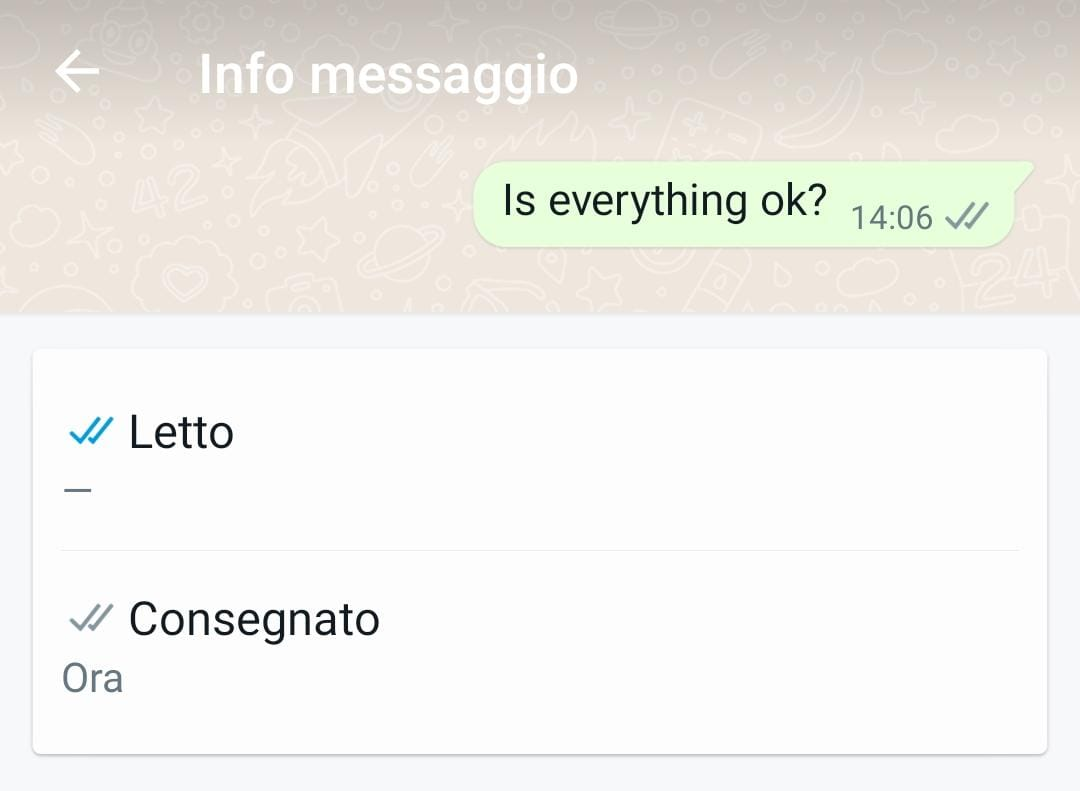 Info messaggio
Is everything ok? 14:06
Letto
—
Consegnato
Ora